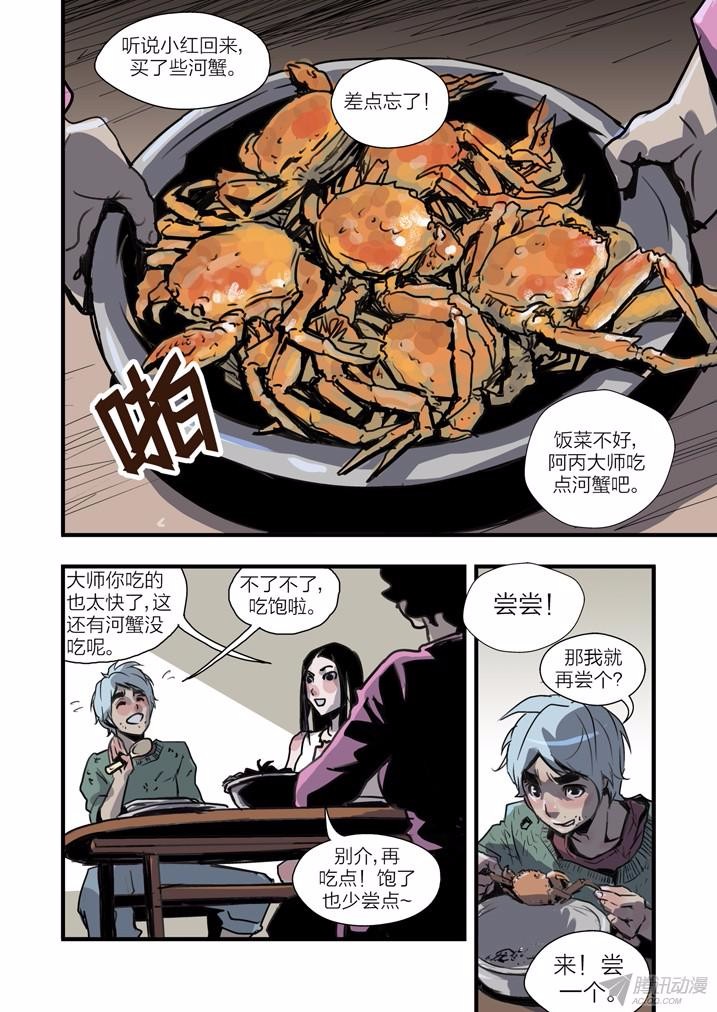 听说小红回来，
买了些河蟹。
差点忘了！
啪
饭菜不好，
阿丙大师吃
点河蟹吧。
大师你吃的
也太快了，这
还有河蟹没
吃呢。
不了不了，
吃饱啦。
别介，再
吃点！饱了
也少尝点~
尝尝！
那我就
再尝个？
来！尝
一个。
腾讯动漫
AC.QQ.COM